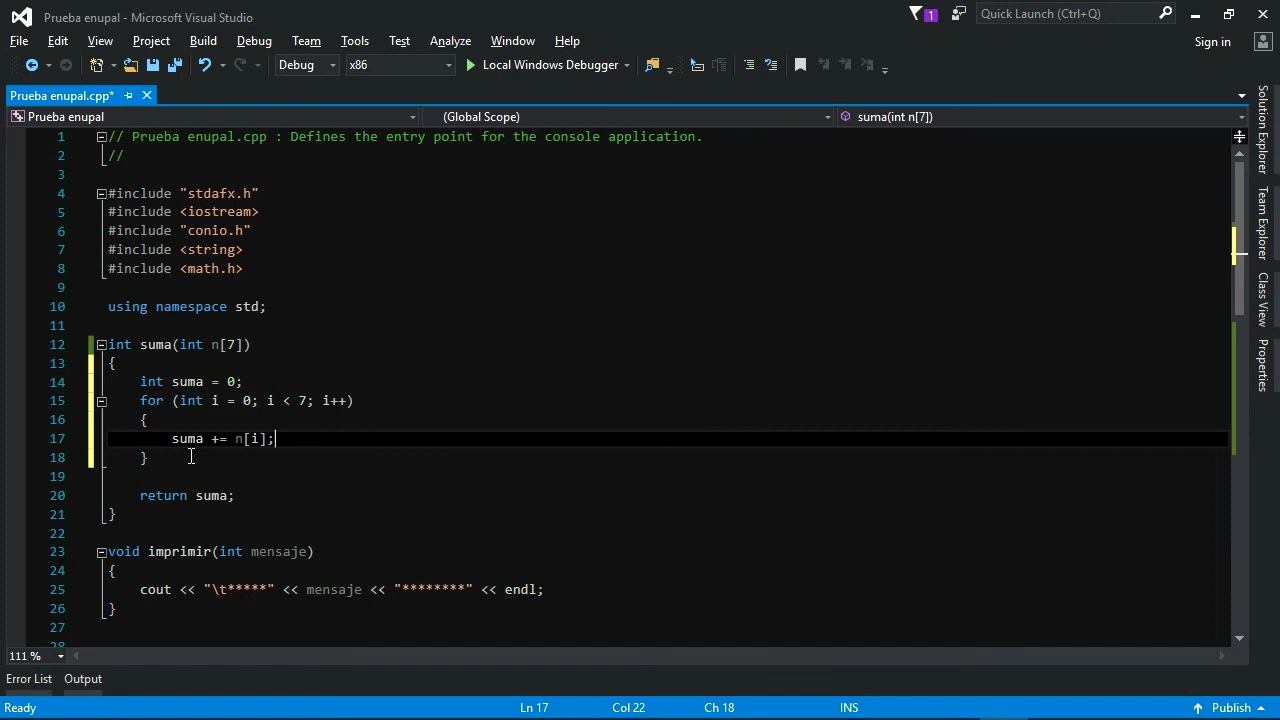 Prueba enupal - Microsoft Visual Studio
1
Quick Launch (Ctrl+Q)
File Edit View Project Build Debug Team Tools Test Analyze Window Help
Sign in
Debug x86 Local Windows Debugger
Prueba enupal.cpp*
Prueba enupal (Global Scope) suma(int n[7])
1 // Prueba enupal.cpp : Defines the entry point for the console application.
2 //
3
4 #include "stdafx.h"
5 #include <iostream>
6 #include "conio.h"
7 #include <string>
8 #include <math.h>
9
10 using namespace std;
11
12 int suma(int n[7])
13 {
14 int suma = 0;
15 for (int i = 0; i < 7; i++)
16 {
17 suma += n[i];
18 }
19
20 return suma;
21 }
22
23 void imprimir(int mensaje)
24 {
25 cout << "\t*****" << mensaje << "********" << endl;
26 }
27
28
Solution Explorer
Team Explorer
Class View
Properties
111 %
Error List Output
Ready Ln 17 Col 22 Ch 18 INS Publish